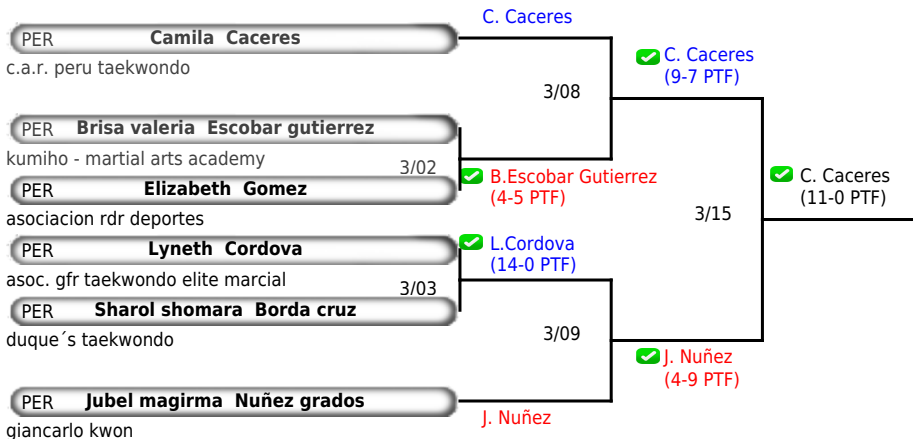 C. Caceres
PER Camila Caceres
c.a.r. peru taekwondo
C. Caceres
(9-7 PTF)
3/08
PER Brisa valeria Escobar gutierrez
kumiho - martial arts academy
3/02
B.Escobar Gutierrez
(4-5 PTF)
PER Elizabeth Gomez
asociacion rdr deportes
C. Caceres
(11-0 PTF)
3/15
PER Lyneth Cordova
asoc. gfr taekwondo elite marcial
L.Cordova
(14-0 PTF)
3/03
PER Sharol shomara Borda cruz
duque´s taekwondo
3/09
J. Nuñez
(4-9 PTF)
PER Jubel magirma Nuñez grados
giancarlo kwon
J. Nuñez